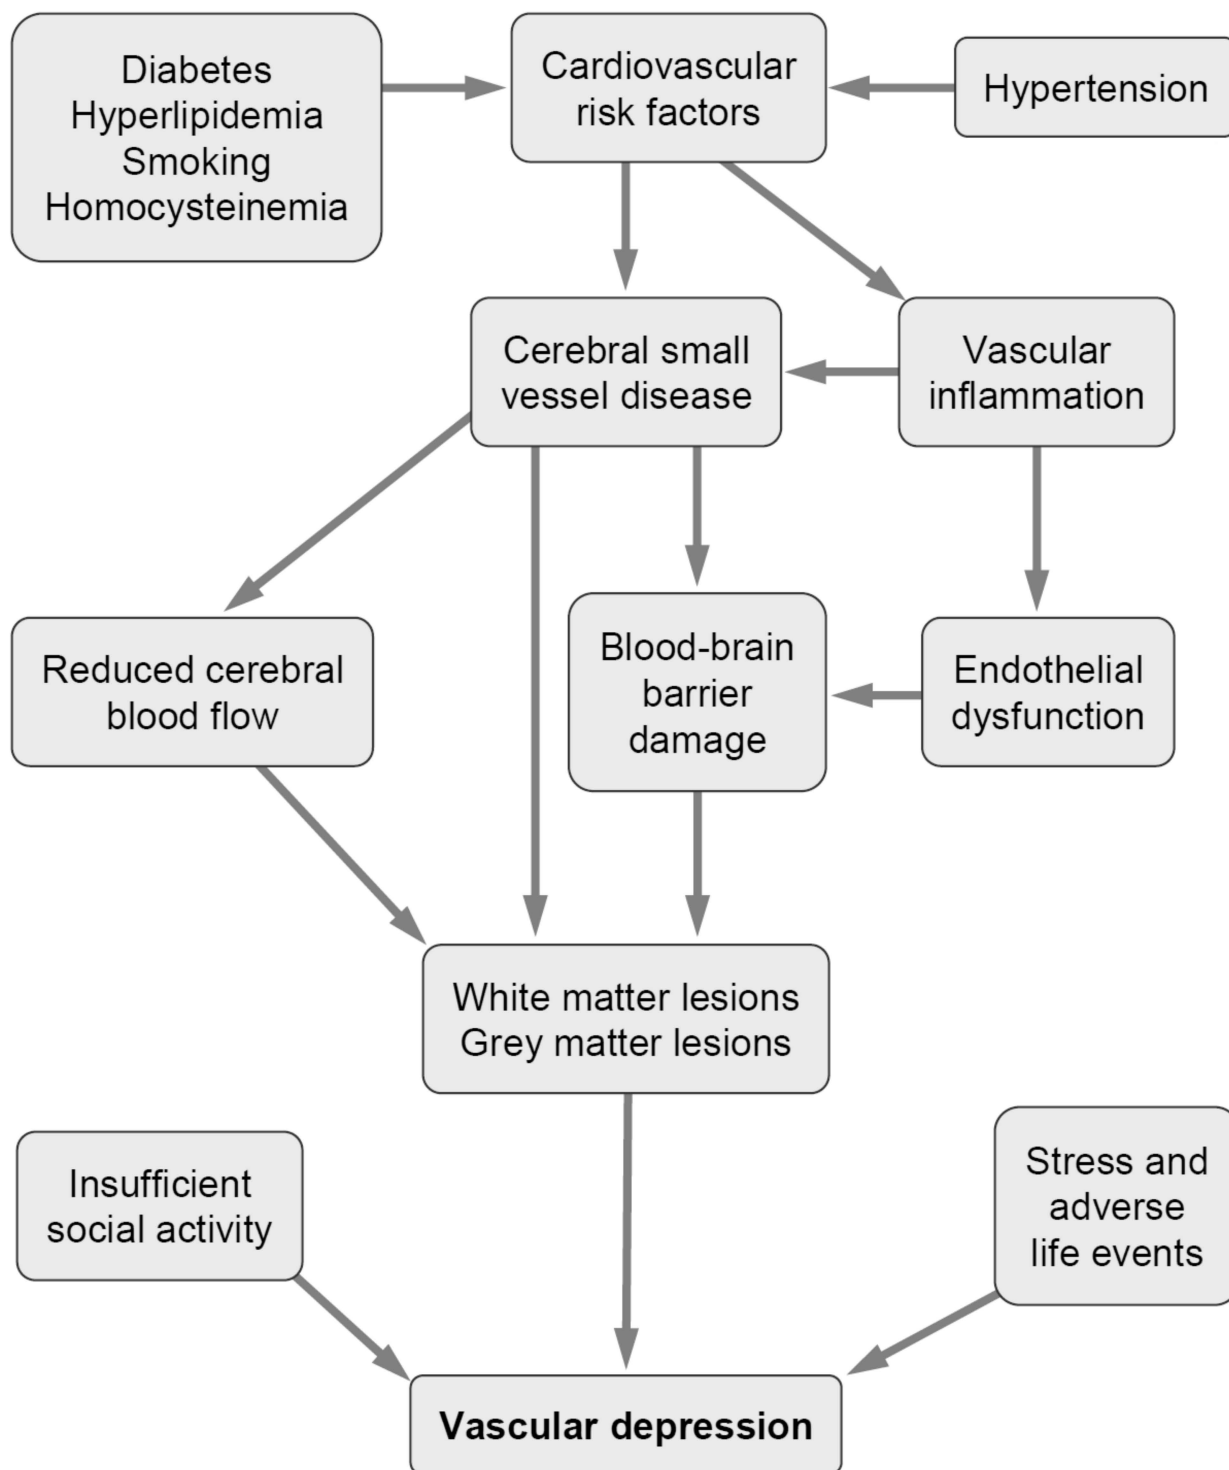 Diabetes
Hyperlipidemia
Smoking
Homocysteinemia
Cardiovascular
risk factors
Hypertension
Cerebral small
vessel disease
Vascular
inflammation
Reduced cerebral
blood flow
Blood-brain
barrier
damage
Endothelial
dysfunction
White matter lesions
Grey matter lesions
Insufficient
social activity
Stress and
adverse
life events
Vascular depression